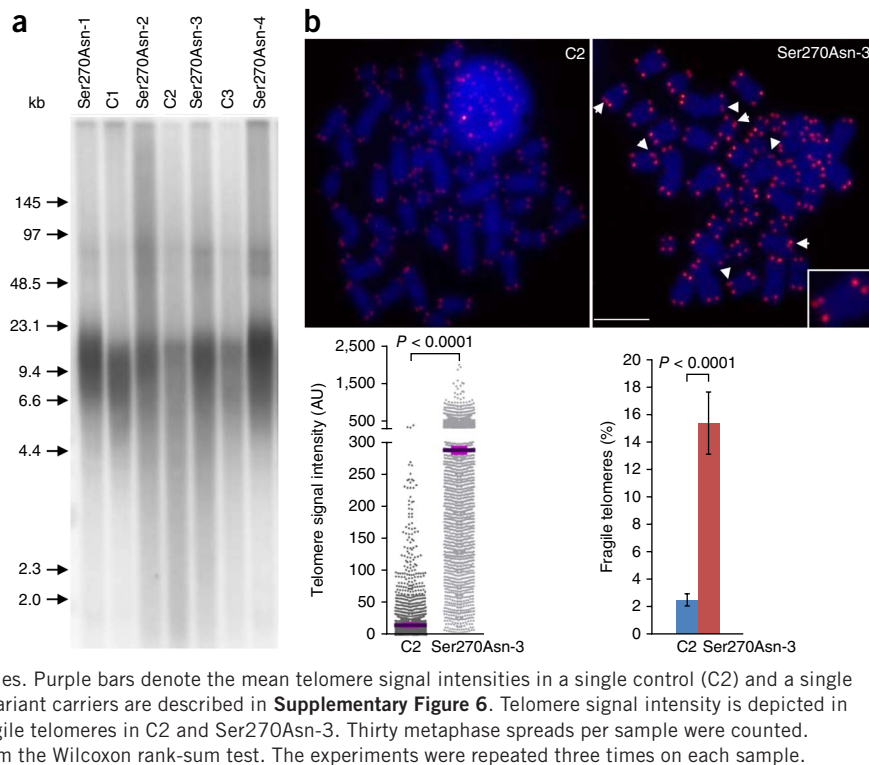 a
b
kb
Ser270Asn-1
C1
Ser270Asn-2
C2
Ser270Asn-3
C3
Ser270Asn-4
145
97
48.5
23.1
9.4
6.6
4.4
2.3
2.0
C2
Ser270Asn-3
Telomere signal intensity (AU)
P < 0.0001
2,500
1,500
500
300
250
200
150
100
50
0
C2 Ser270Asn-3
Fragile telomeres (%)
P < 0.0001
20
18
16
14
12
10
8
6
4
2
0
C2 Ser270Asn-3
es. Purple bars denote the mean telomere signal intensities in a single control (C2) and a single
ariant carriers are described in Supplementary Figure 6. Telomere signal intensity is depicted in
gile telomeres in C2 and Ser270Asn-3. Thirty metaphase spreads per sample were counted.
m the Wilcoxon rank-sum test. The experiments were repeated three times on each sample.